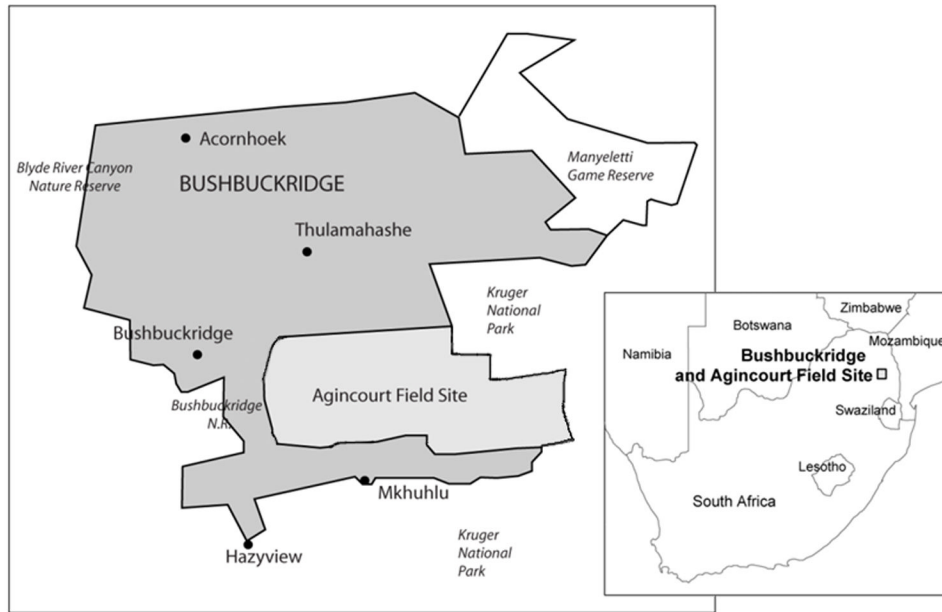 Acornhoek
Blyde River Canyon
Nature Reserve
BUSHBUCKRIDGE
Manyeletti
Game Reserve
Thulamahashe
Kruger
National
Park
Bushbuckridge
Agincourt Field Site
Bushbuckridge
N.R.
Mkhuhlu
Hazyview
Kruger
National
Park
Zimbabwe
Botswana
Mozambique
Namibia
Bushbuckridge
and Agincourt Field Site
Swaziland
Lesotho
South Africa